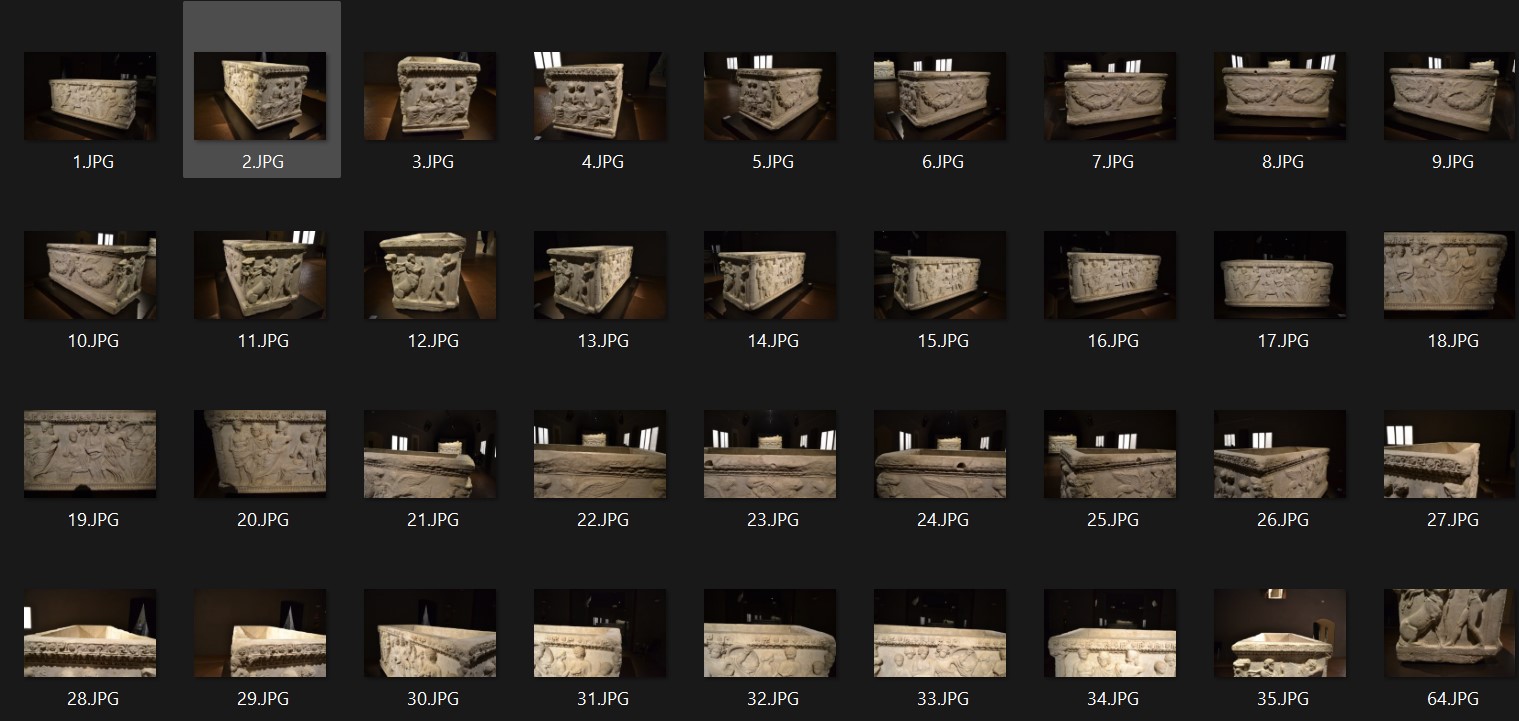 1.JPG 2.JPG 3.JPG 4.JPG 5.JPG 6.JPG 7.JPG 8.JPG 9.JPG
10.JPG 11.JPG 12.JPG 13.JPG 14.JPG 15.JPG 16.JPG 17.JPG 18.JPG
19.JPG 20.JPG 21.JPG 22.JPG 23.JPG 24.JPG 25.JPG 26.JPG 27.JPG
28.JPG 29.JPG 30.JPG 31.JPG 32.JPG 33.JPG 34.JPG 35.JPG 64.JPG